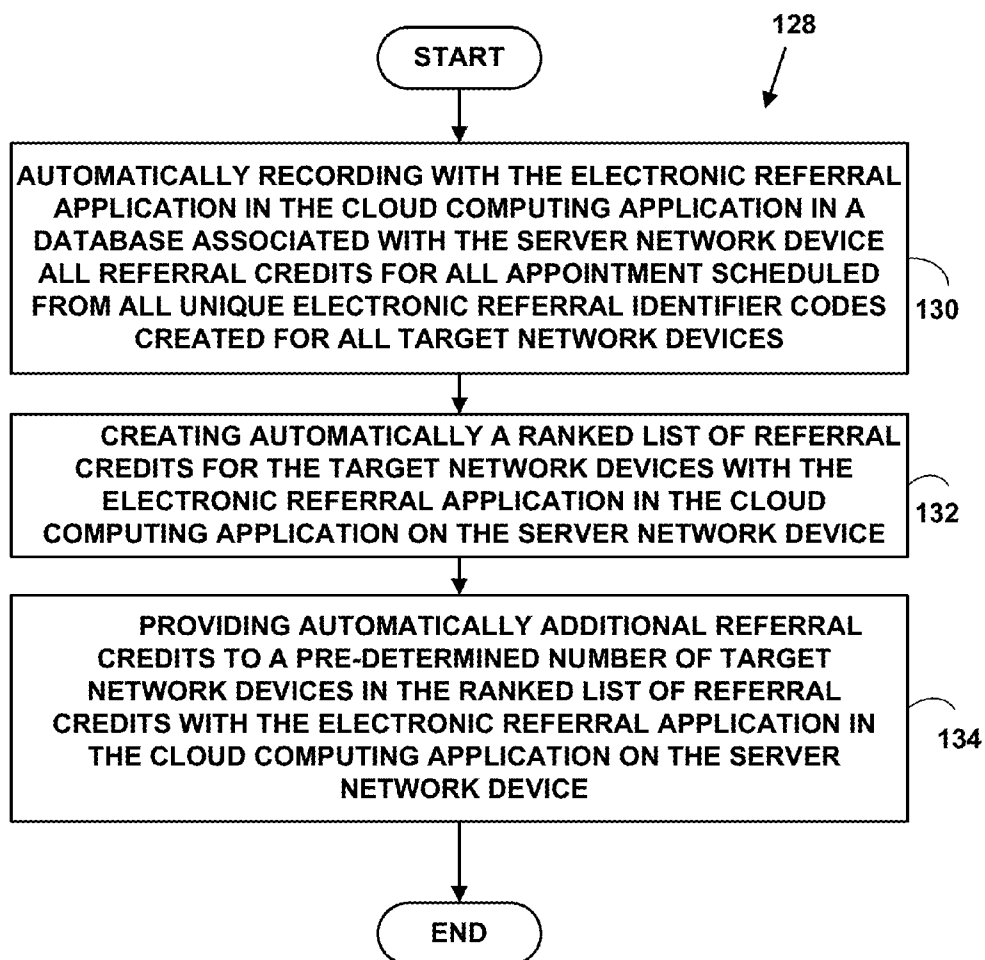 128
START
AUTOMATICALLY RECORDING WITH THE ELECTRONIC REFERRAL
APPLICATION IN THE CLOUD COMPUTING APPLICATION IN A
DATABASE ASSOCIATED WITH THE SERVER NETWORK DEVICE
ALL REFERRAL CREDITS FOR ALL APPOINTMENT SCHEDULED
FROM ALL UNIQUE ELECTRONIC REFERRAL IDENTIFIER CODES
CREATED FOR ALL TARGET NETWORK DEVICES
130
CREATING AUTOMATICALLY A RANKED LIST OF REFERRAL
CREDITS FOR THE TARGET NETWORK DEVICES WITH THE
ELECTRONIC REFERRAL APPLICATION IN THE CLOUD
COMPUTING APPLICATION ON THE SERVER NETWORK DEVICE
132
PROVIDING AUTOMATICALLY ADDITIONAL REFERRAL
CREDITS TO A PRE-DETERMINED NUMBER OF TARGET
NETWORK DEVICES IN THE RANKED LIST OF REFERRAL
CREDITS WITH THE ELECTRONIC REFERRAL APPLICATION IN
THE CLOUD COMPUTING APPLICATION ON THE SERVER
NETWORK DEVICE
134
END